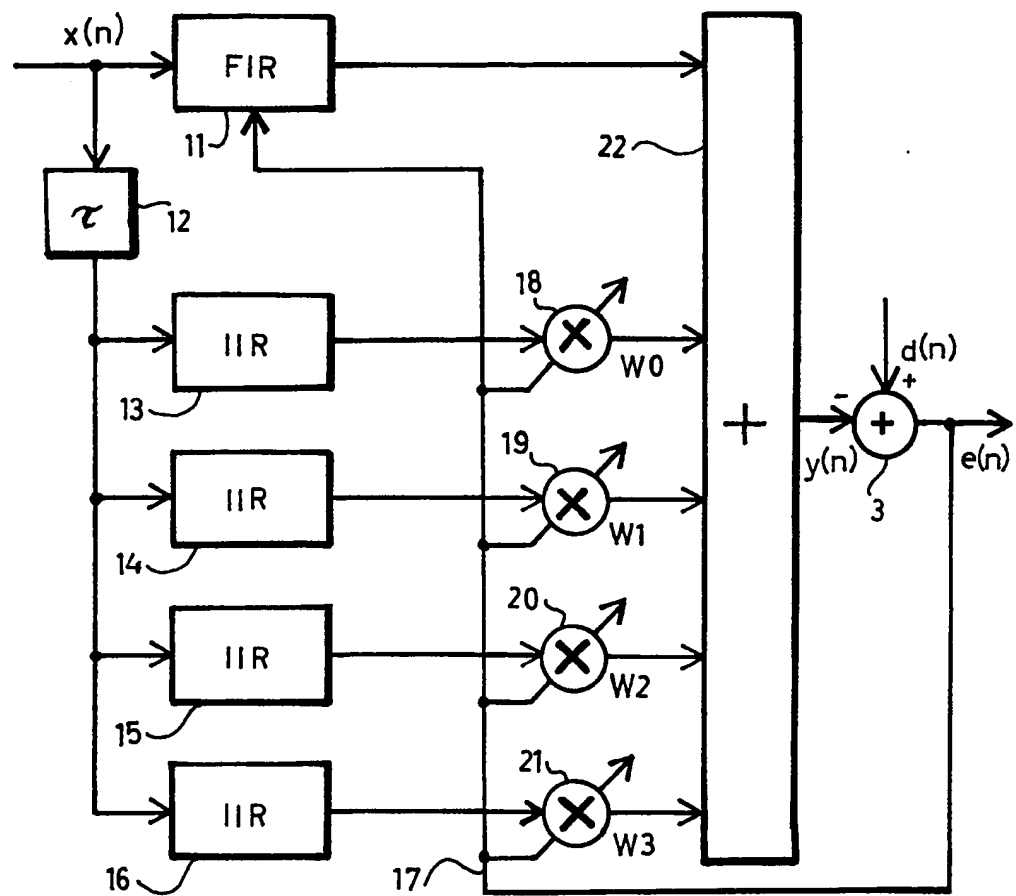 x(n)
FIR
11
22
τ
12
18
IIR
×
W0
13
d(n)
+
-
+
+
19
y(n)
e(n)
IIR
×
3
W1
14
20
IIR
×
W2
15
21
IIR
×
W3
16
17